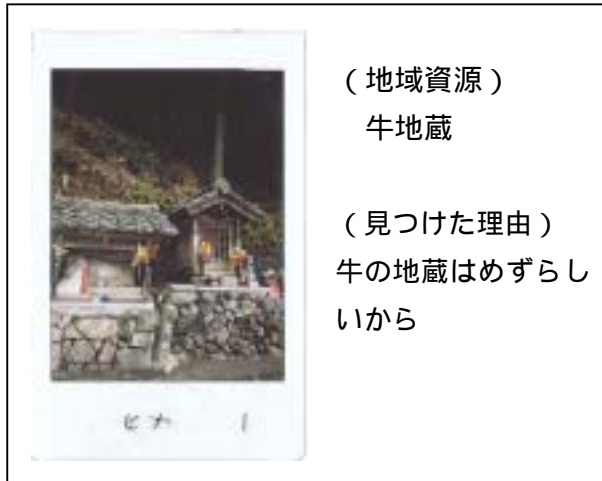 （地域資源）
牛地蔵
（見つけた理由）
牛の地蔵はめずらし
いから